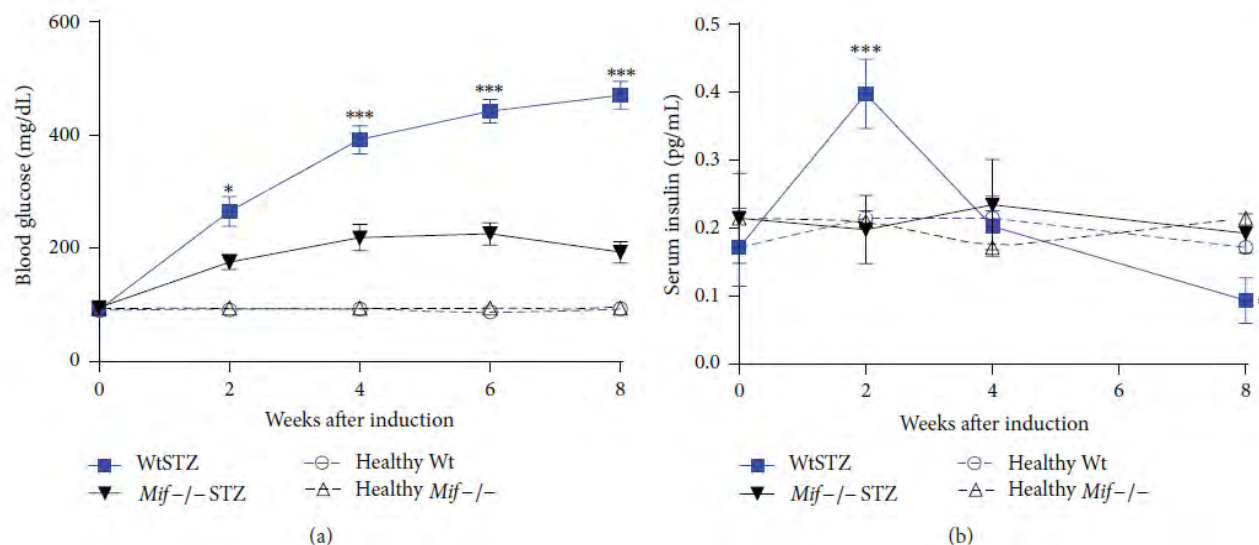 600
400
200
0
Blood glucose (mg/dL)
*
***
***
***
0 2 4 6 8
Weeks after induction
WtSTZ
Mif−/− STZ
Healthy Wt
Healthy Mif−/−
(a)
0.5
0.4
0.3
0.2
0.1
0.0
Serum insulin (pg/mL)
***
0 2 4 6 8
Weeks after induction
WtSTZ
Mif−/− STZ
Healthy Wt
Healthy Mif−/−
(b)